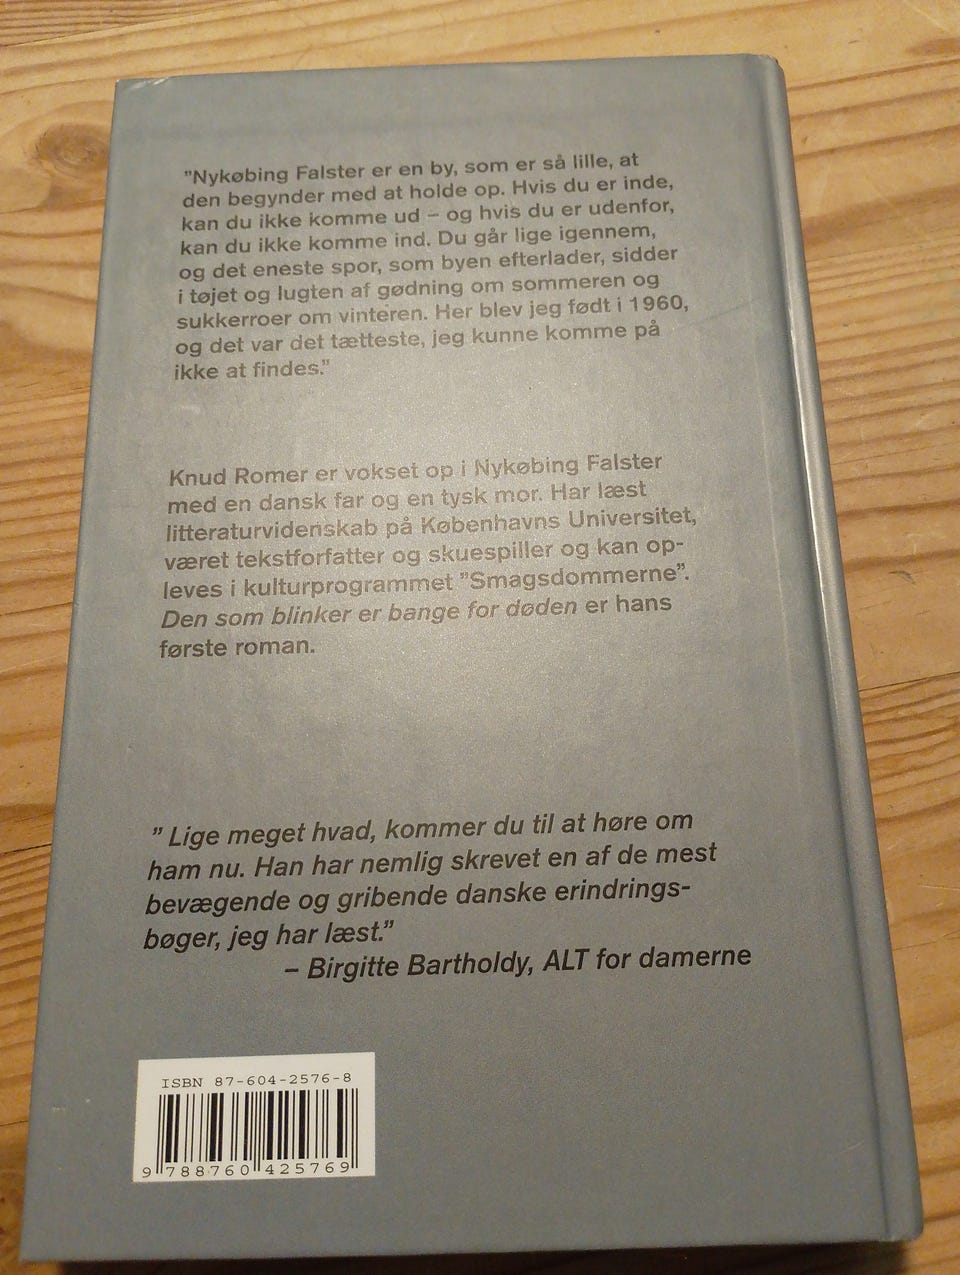 "Nykøbing Falster er en by, som er så lille, at
den begynder med at holde op. Hvis du er inde,
kan du ikke komme ud – og hvis du er udenfor,
kan du ikke komme ind. Du går lige igennem,
og det eneste spor, som byen efterlader, sidder
i tøjet og lugten af gødning om sommeren og
sukkerroer om vinteren. Her blev jeg født i 1960,
og det var det tætteste, jeg kunne komme på
ikke at findes."
Knud Romer er vokset op i Nykøbing Falster
med en dansk far og en tysk mor. Har læst
litteraturvidenskab på Københavns Universitet,
været tekstforfatter og skuespiller og kan op-
leves i kulturprogrammet "Smagsdommerne".
Den som blinker er bange for døden er hans
første roman.
" Lige meget hvad, kommer du til at høre om
ham nu. Han har nemlig skrevet en af de mest
bevægende og gribende danske erindrings-
bøger, jeg har læst."
– Birgitte Bartholdy, ALT for damerne
ISBN 87-604-2576-8
9 788760 425769